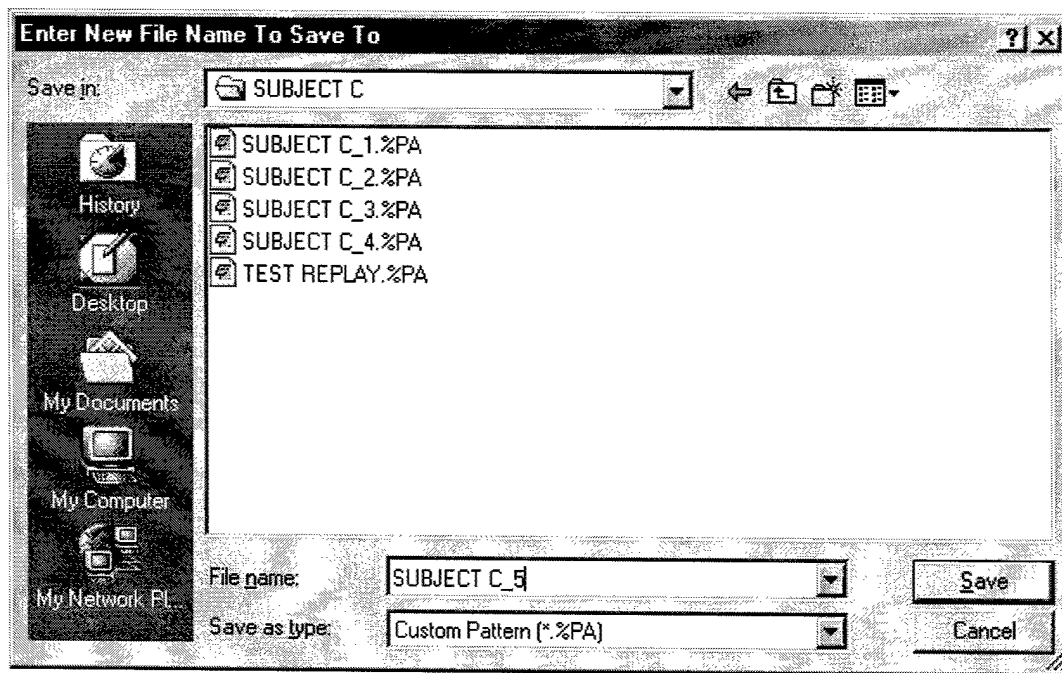 Enter New File Name To Save To
Save in:
SUBJECT C
History
Desktop
My Documents
My Computer
My Network Pl...
SUBJECT C_1.%PA
SUBJECT C_2.%PA
SUBJECT C_3.%PA
SUBJECT C_4.%PA
TEST REPLAY.%PA
File name:
SUBJECT C_5
Save
Save as type:
Custom Pattern (*.%PA)
Cancel